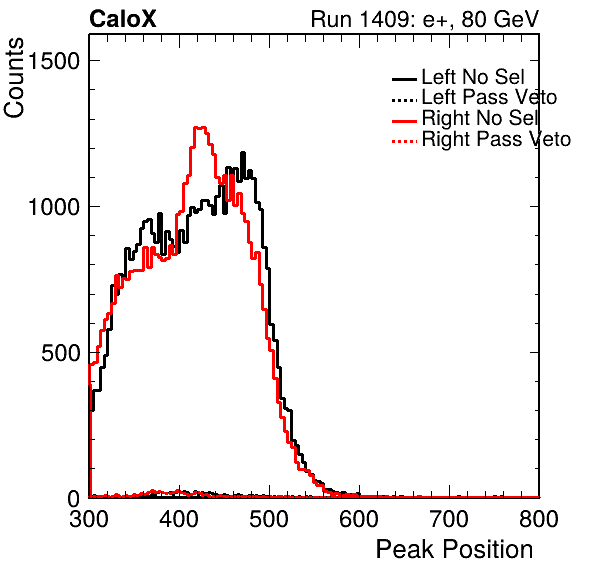 CaloX
Run 1409: e+, 80 GeV
Counts
1500
1000
500
0
Left No Sel
Left Pass Veto
Right No Sel
Right Pass Veto
300 400 500 600 700 800
Peak Position